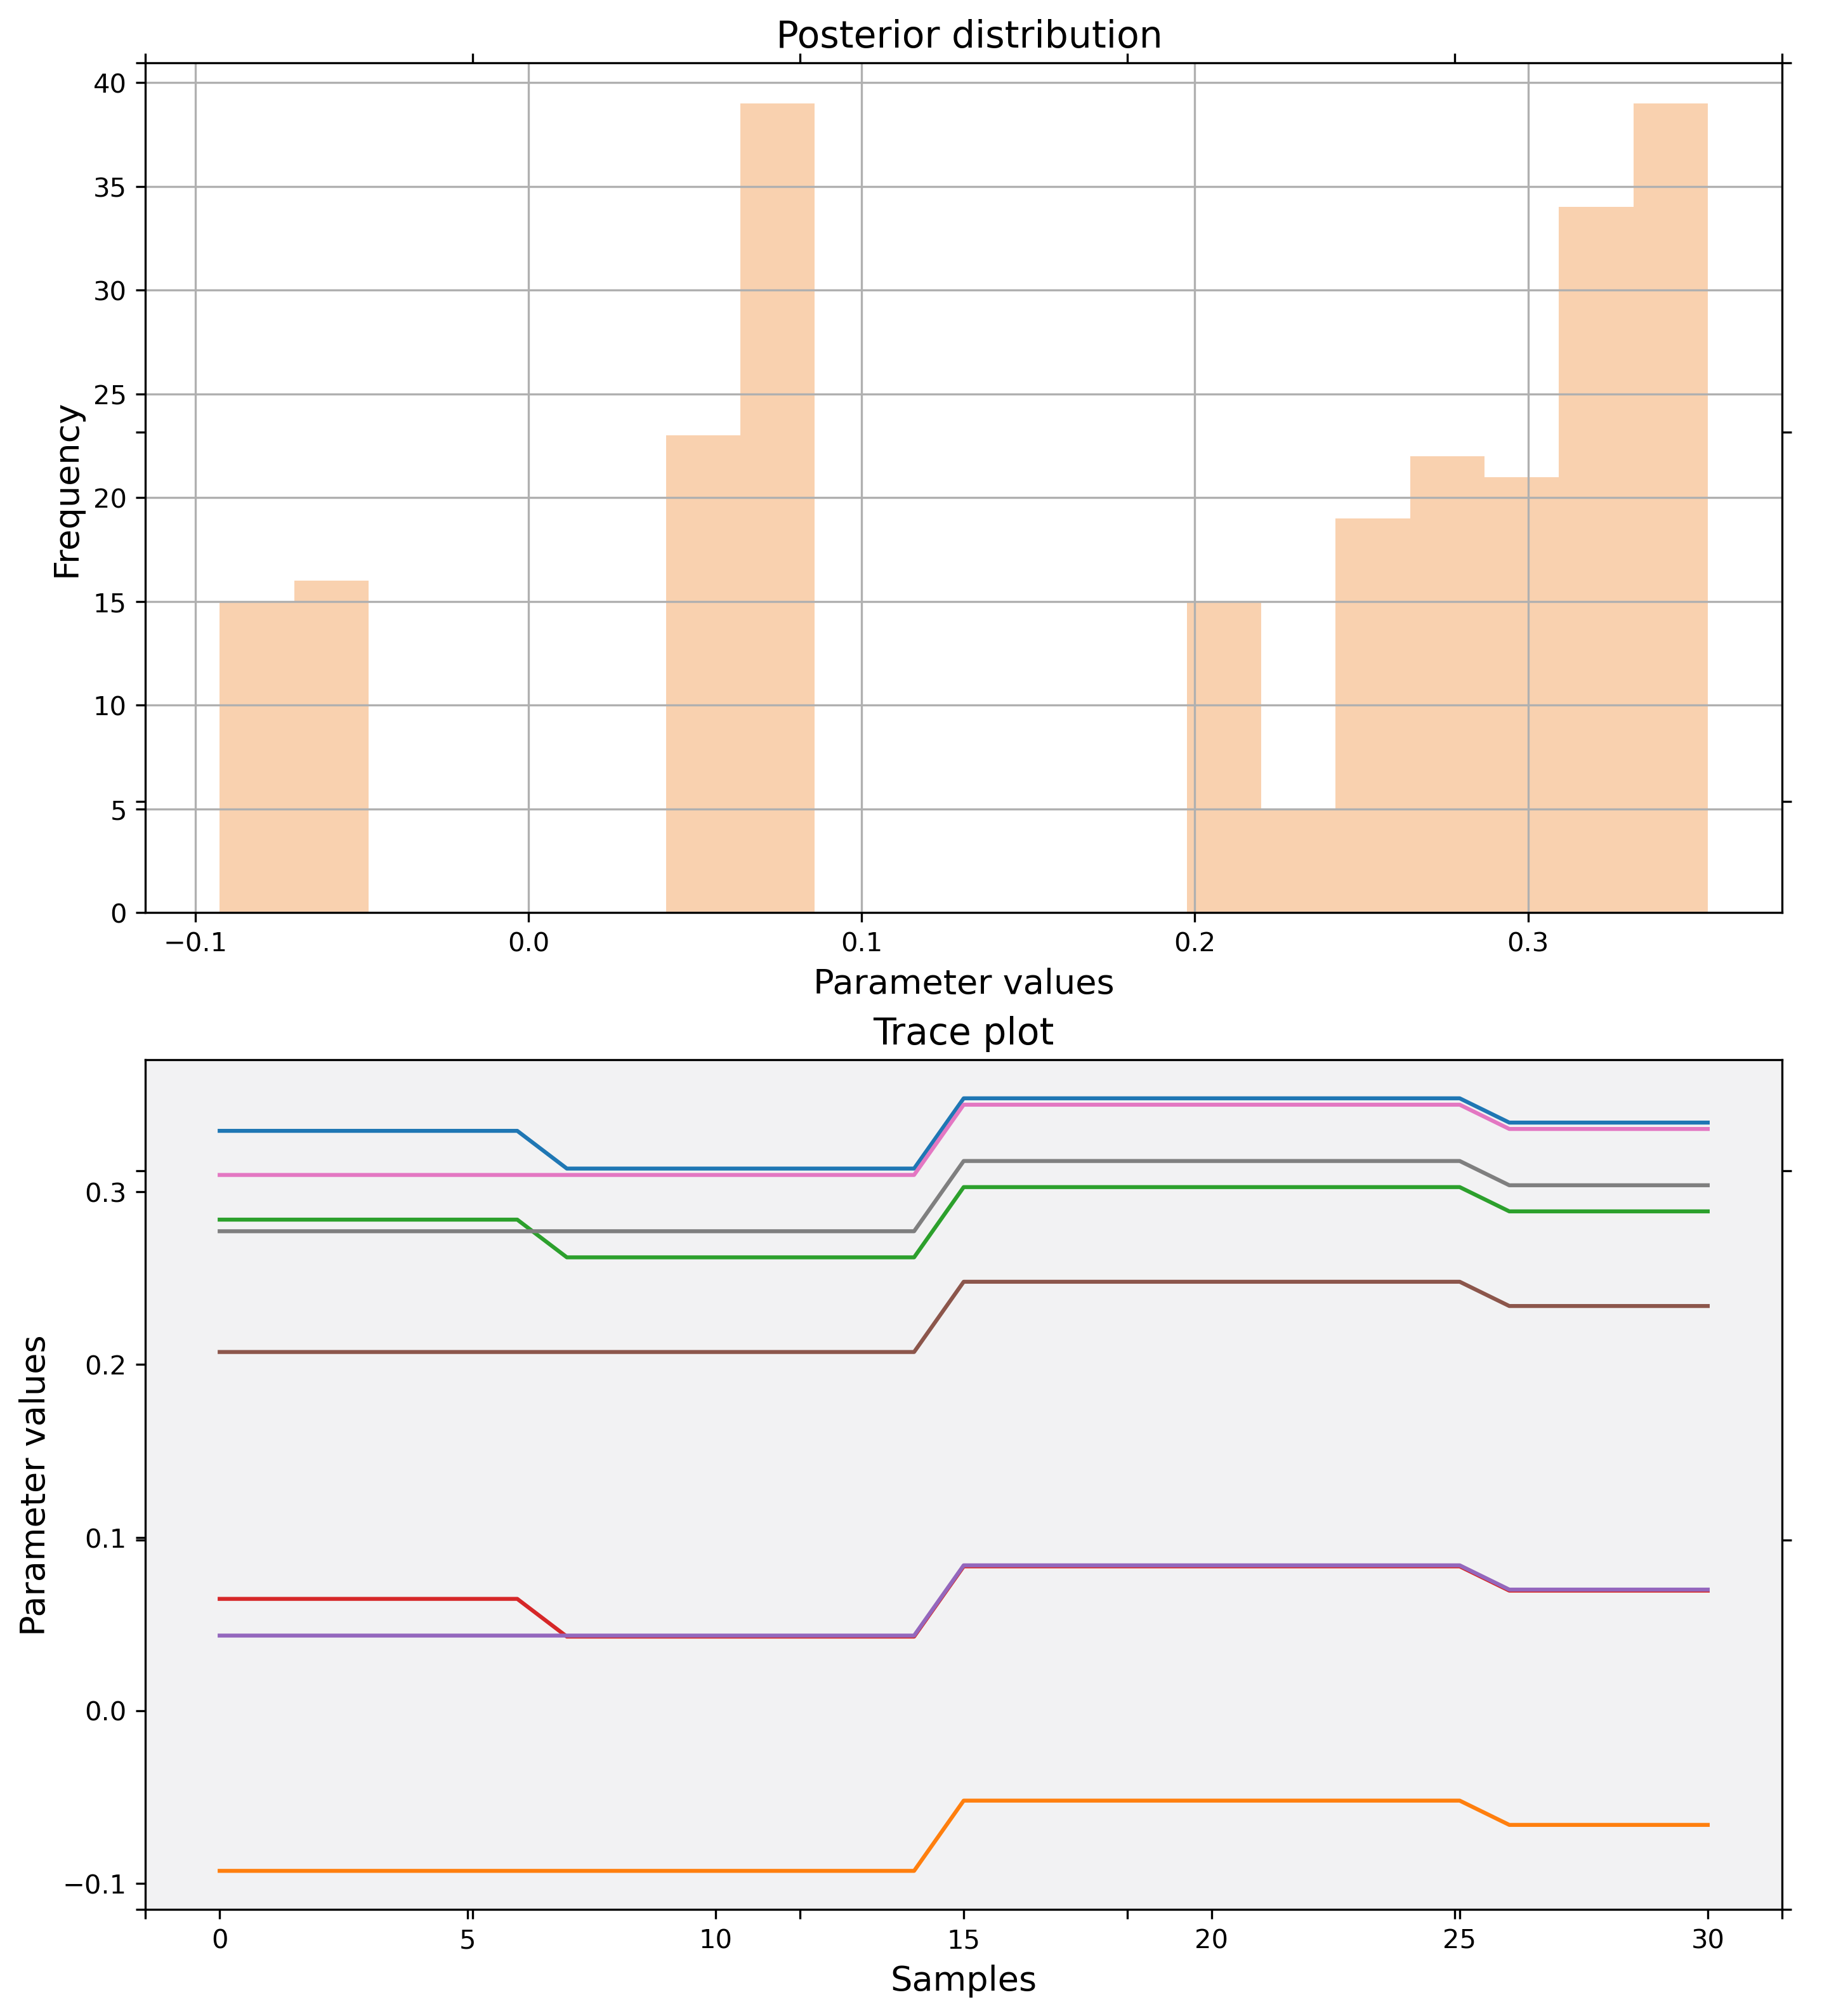 Posterior distribution
40
35
30
25
20
15
10
5
0
Frequency
−0.1 0.0 0.1 0.2 0.3
Parameter values
Trace plot
0.3
0.2
0.1
0.0
−0.1
Parameter values
0 5 10 15 20 25 30
Samples